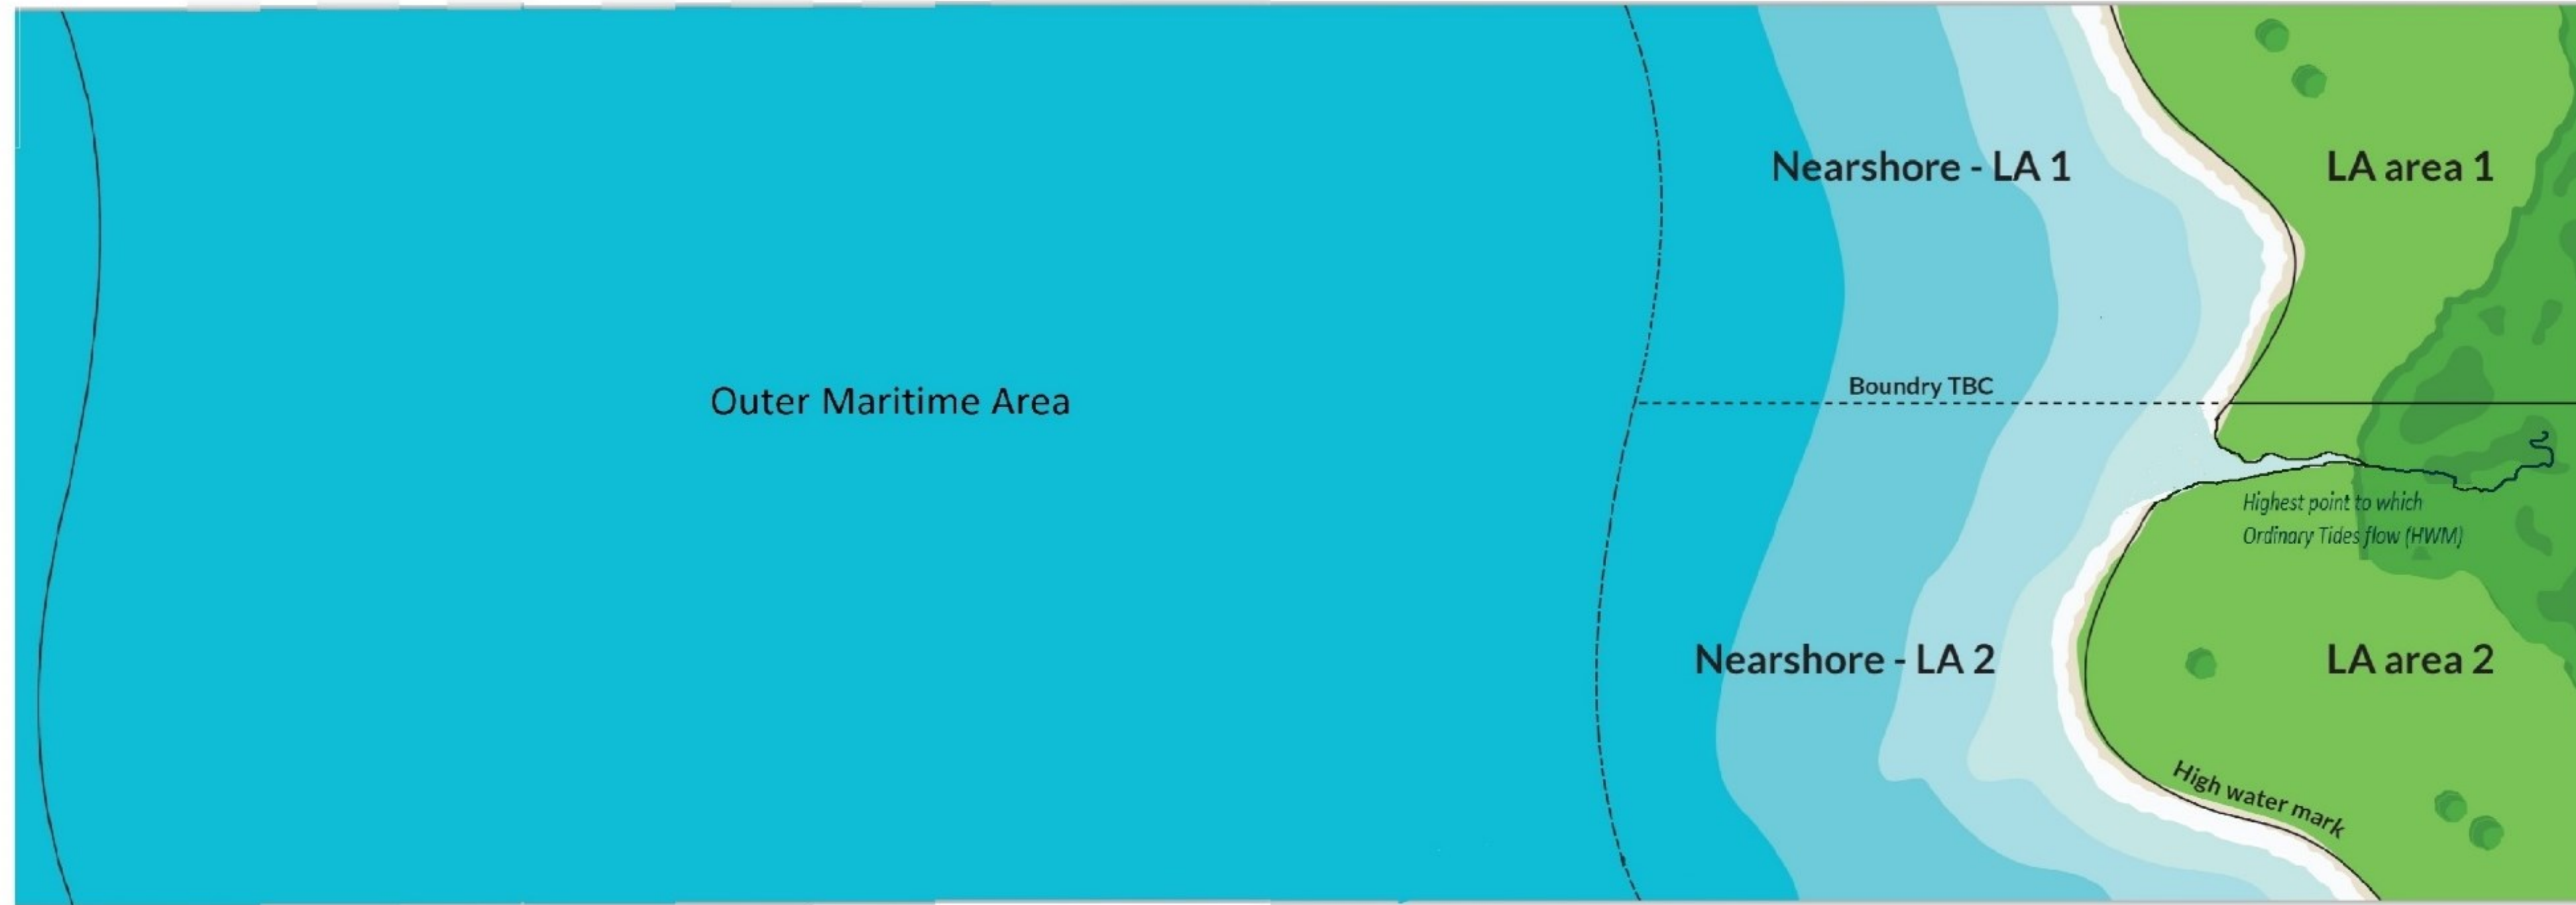 Nearshore - LA 1
LA area 1
Outer Maritime Area
Boundry TBC
Highest point to which
Ordinary Tides flow (HWM)
Nearshore - LA 2
LA area 2
High water mark